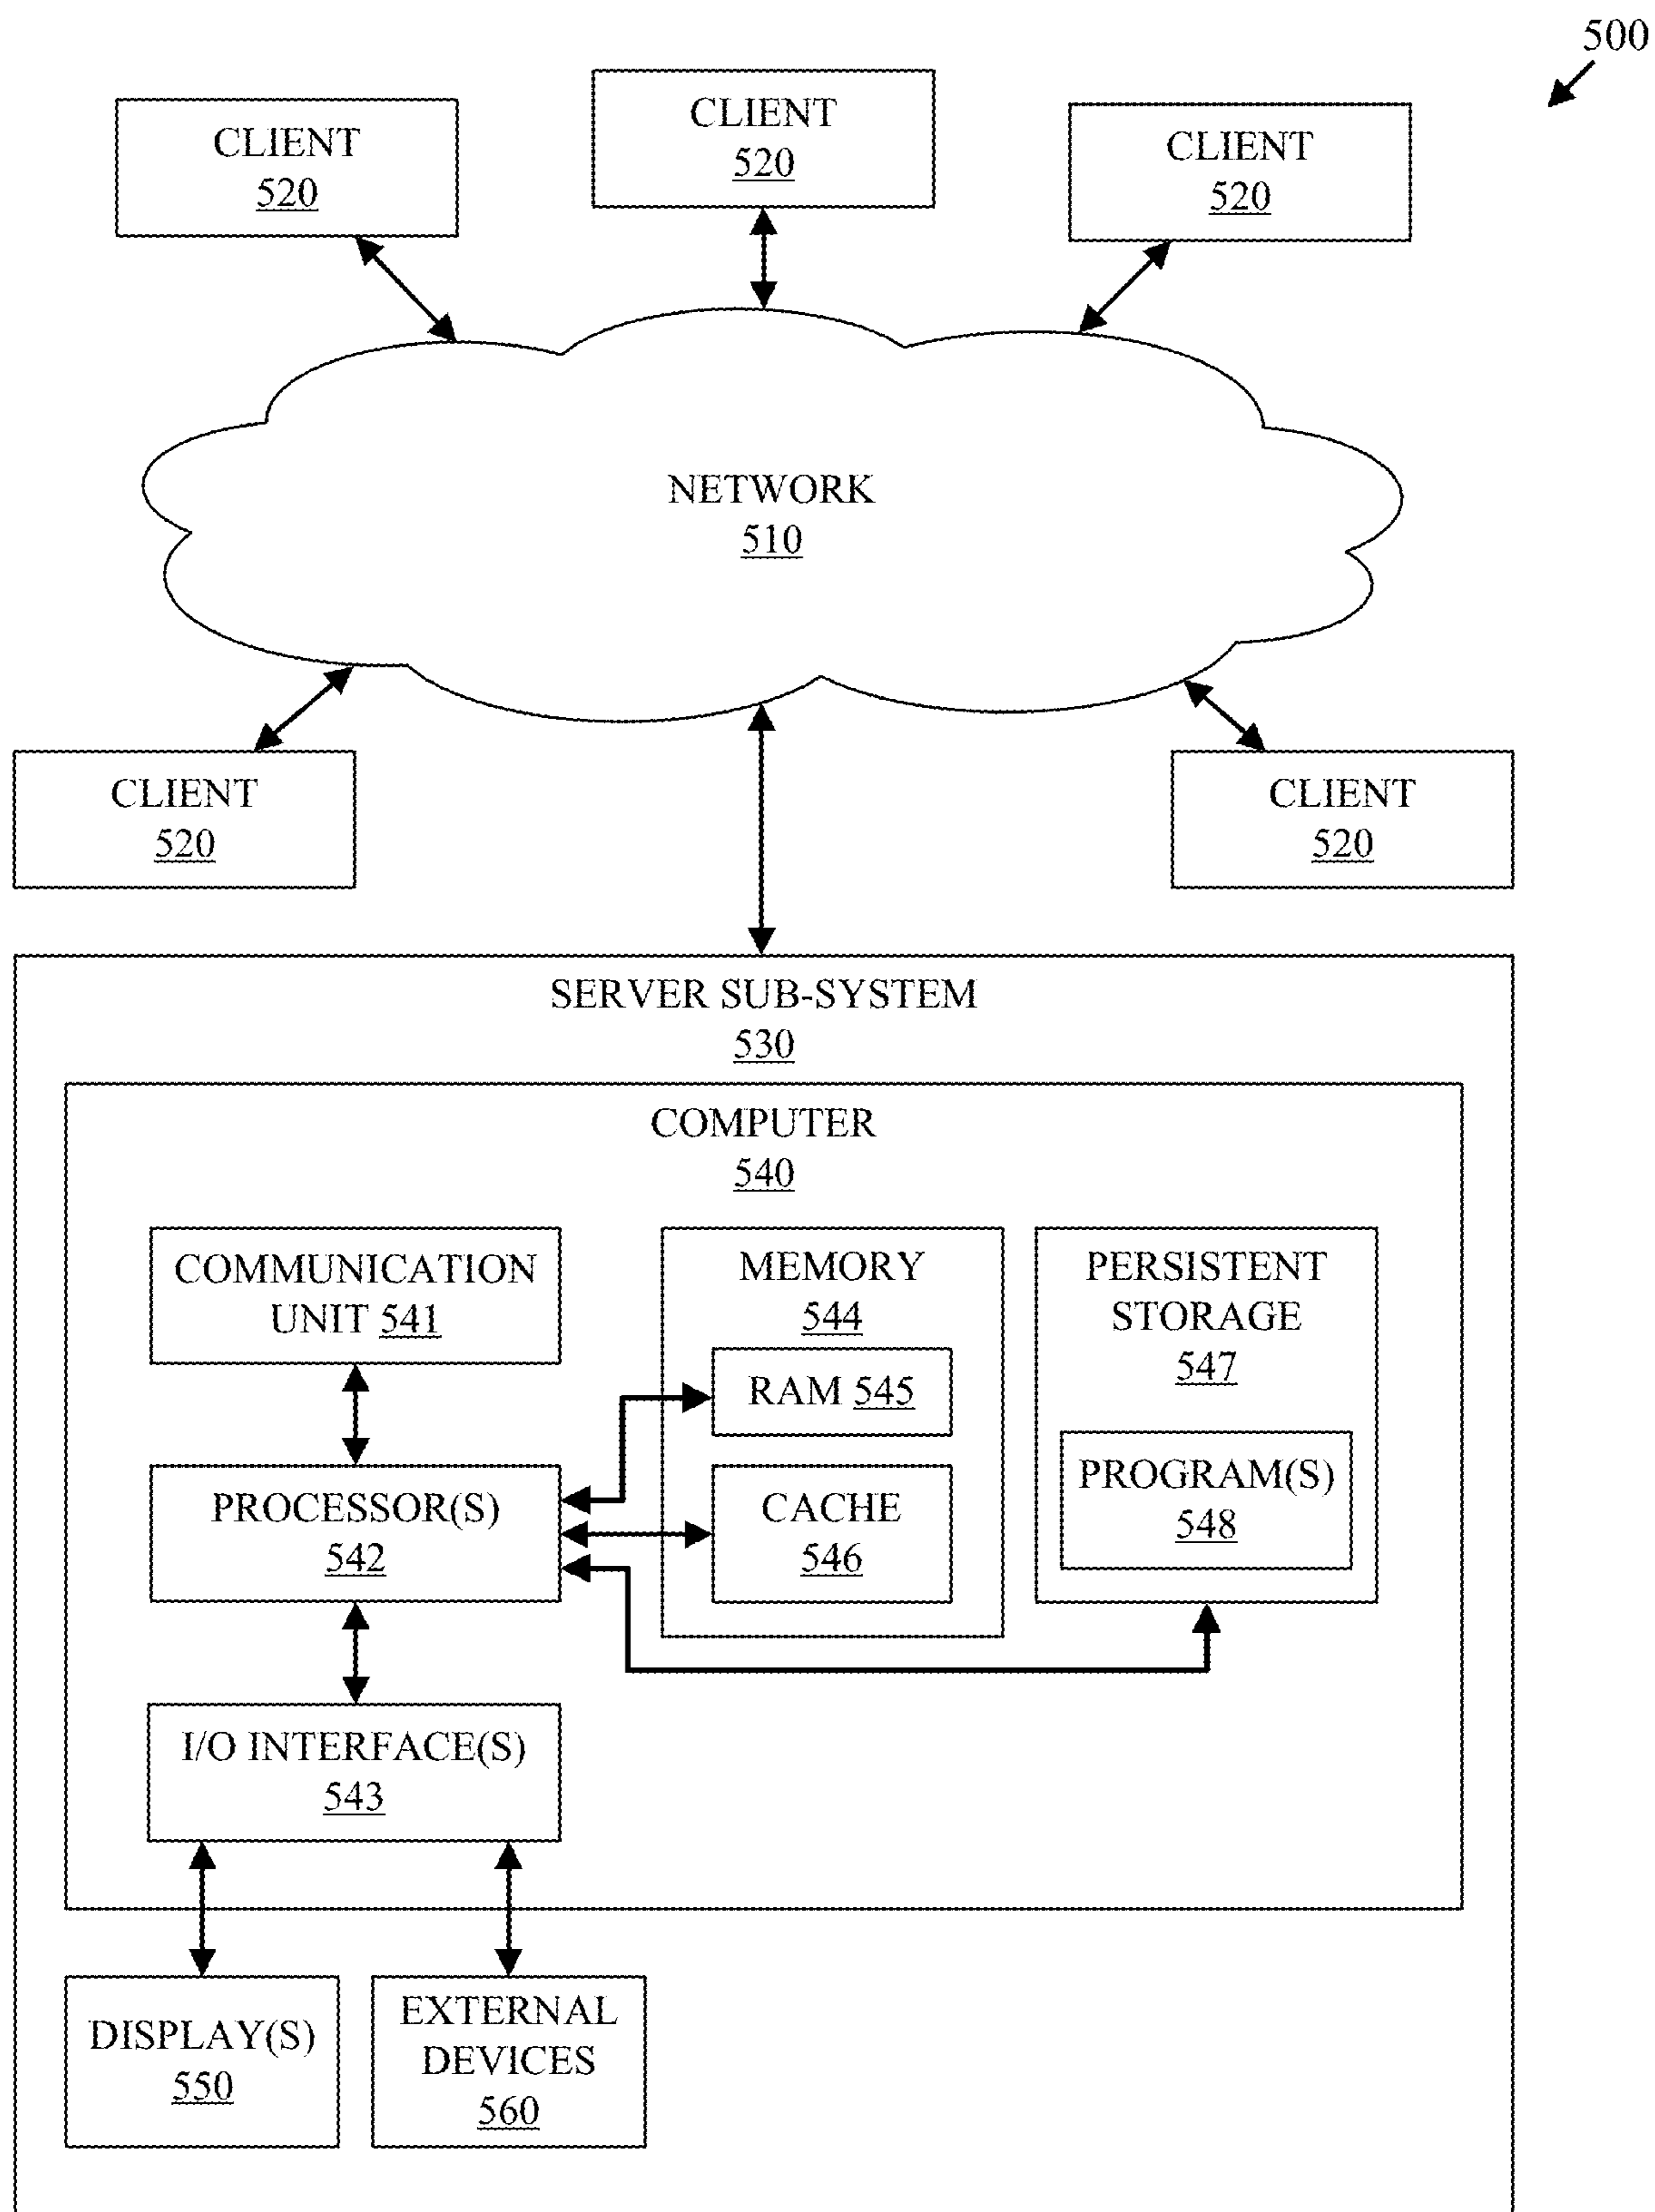 500
CLIENT
520
CLIENT
520
CLIENT
520
NETWORK
510
CLIENT
520
CLIENT
520
SERVER SUB-SYSTEM
530
COMPUTER
540
COMMUNICATION
UNIT 541
MEMORY
544
PERSISTENT
STORAGE
547
RAM 545
PROGRAM(S)
548
PROCESSOR(S)
542
CACHE
546
I/O INTERFACE(S)
543
DISPLAY(S)
550
EXTERNAL
DEVICES
560